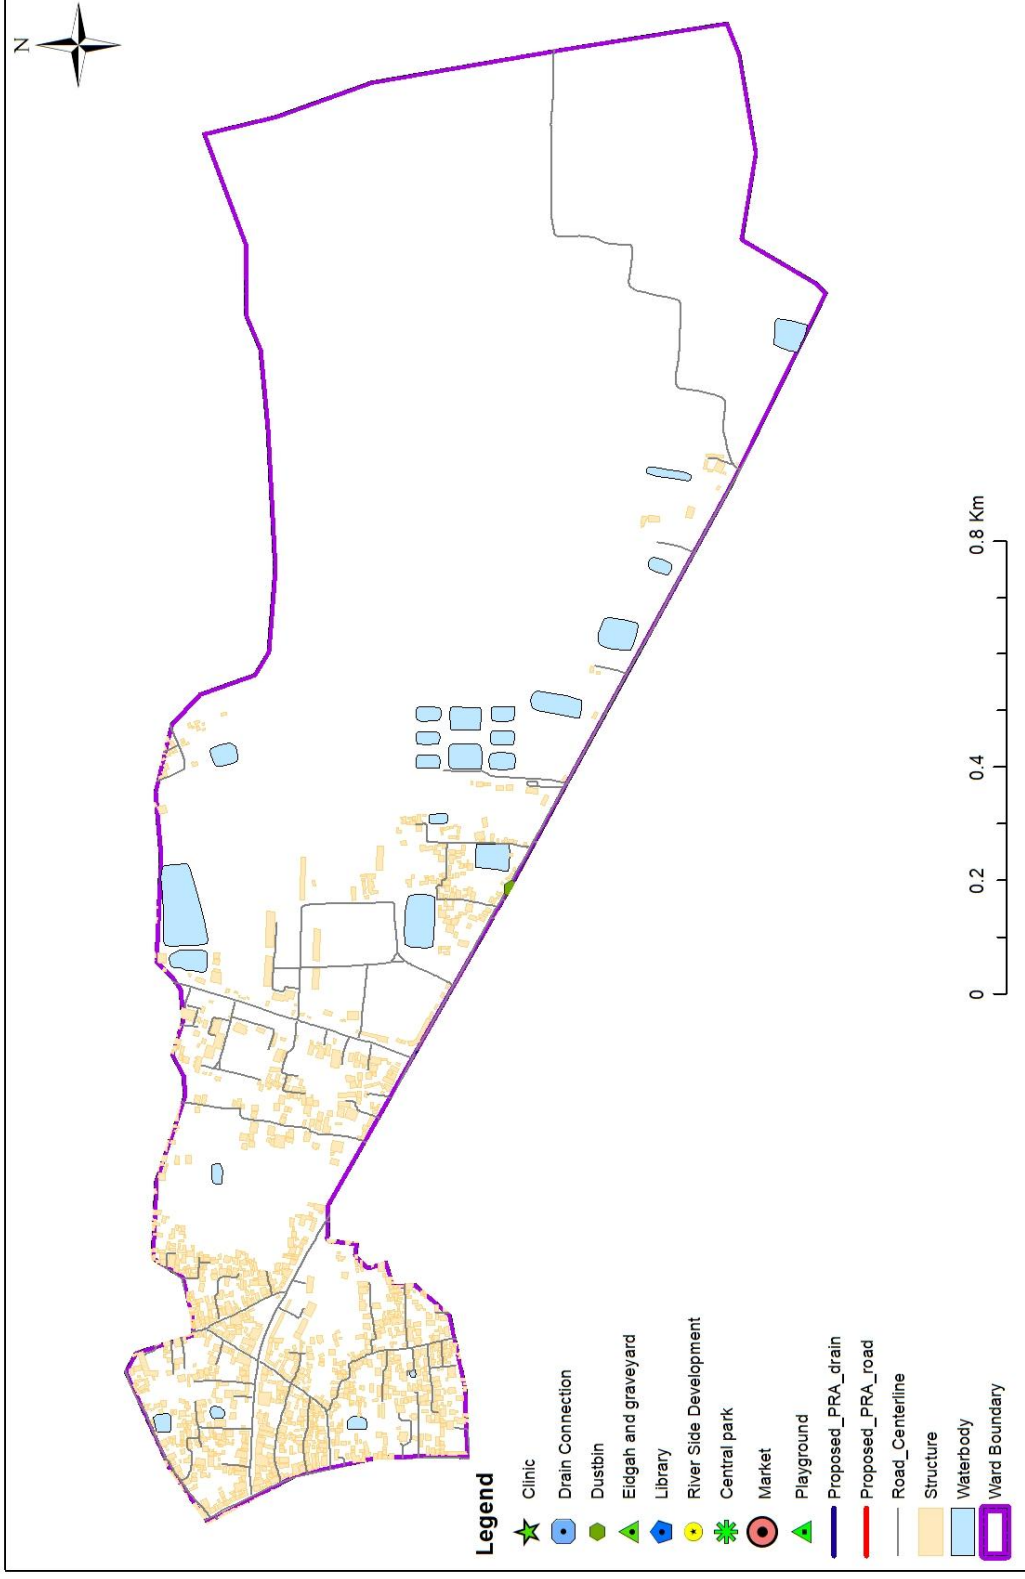 N
Legend
Clinic
Drain Connection
Dustbin
Eidgah and graveyard
Library
River Side Development
Central park
Market
Playground
Proposed_PRA_drain
Proposed_PRA_road
Road_Centerline
Structure
Waterbody
Ward Boundary
0 0.2 0.4 0.8 Km